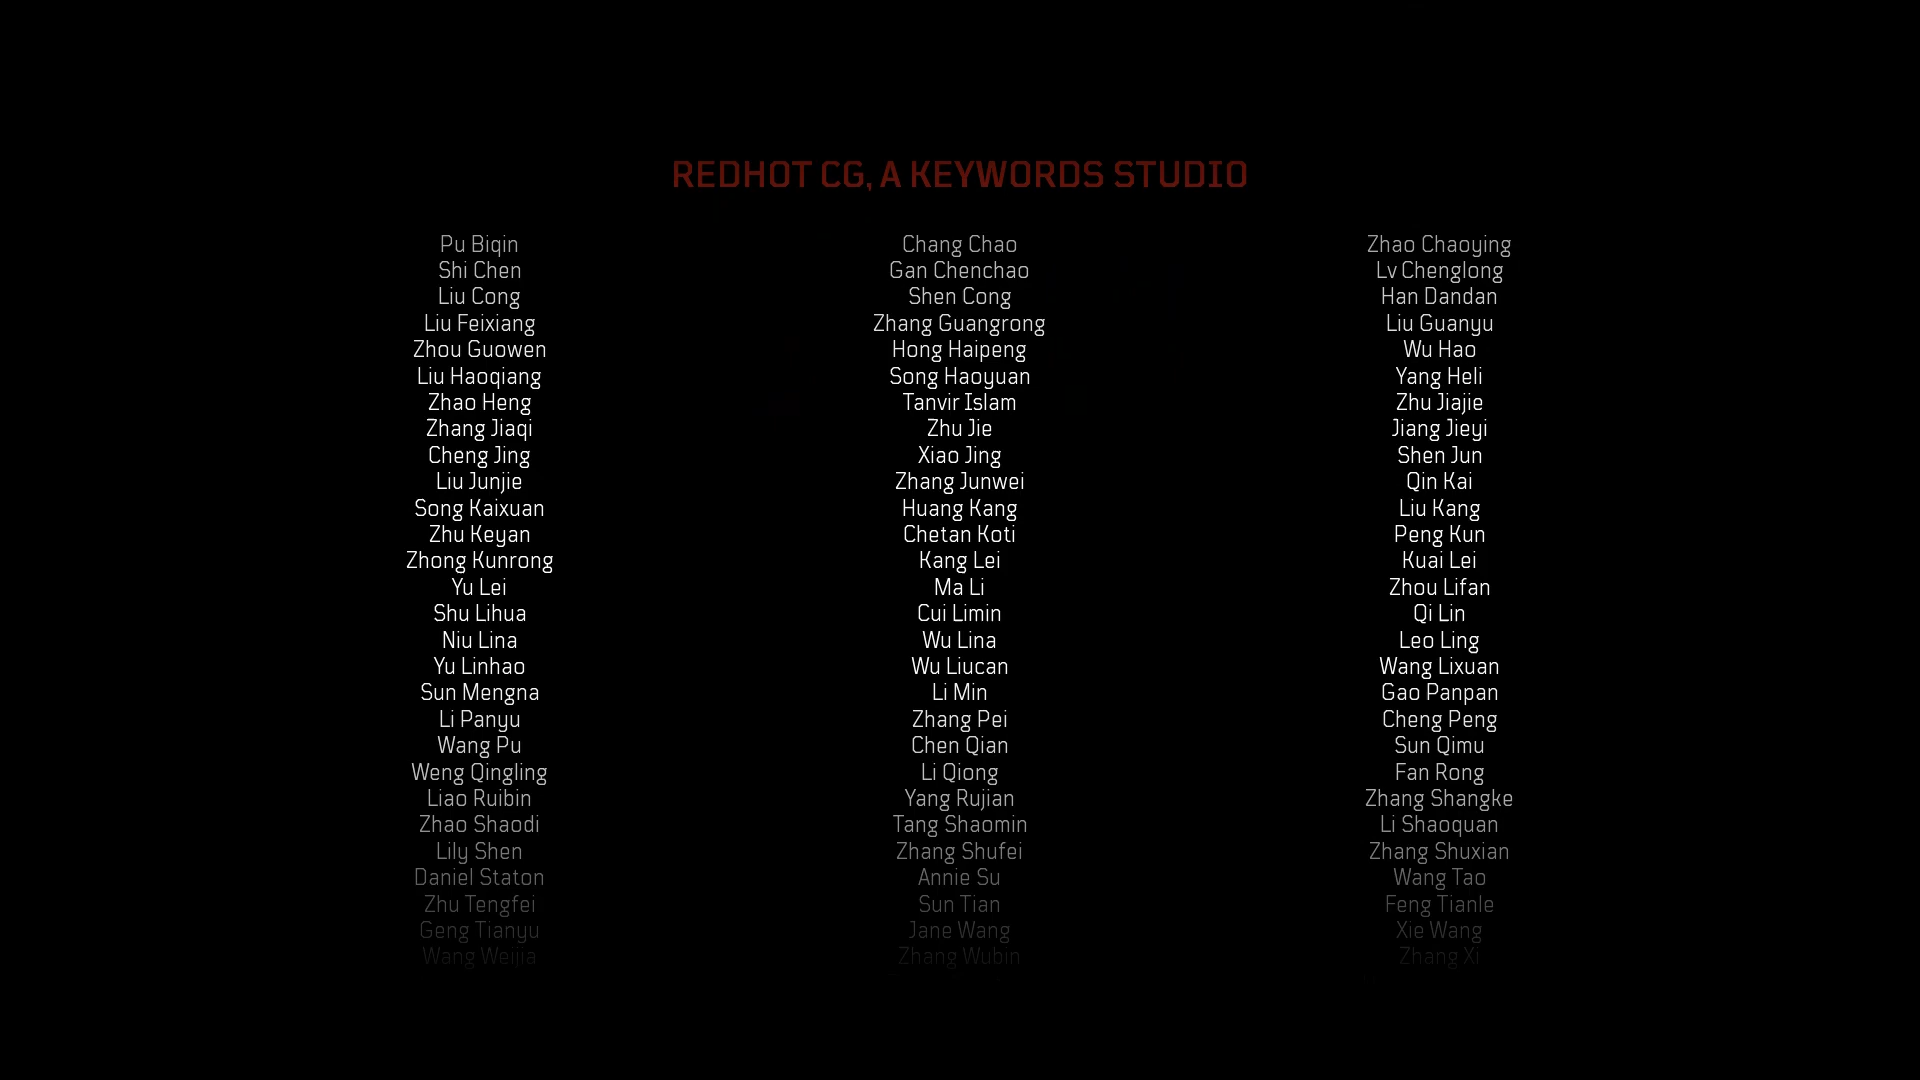 REDHOT CG, A KEYWORDS STUDIO
Pu Biqin Chang Chao Zhao Chaoying
Shi Chen Gan Chenchao Lv Chenglong
Liu Cong Shen Cong Han Dandan
Liu Feixiang Zhang Guangrong Liu Guanyu
Zhou Guowen Hong Haipeng Wu Hao
Liu Haoqiang Song Haoyuan Yang Heli
Zhao Heng Tanvir Islam Zhu Jiajie
Zhang Jiaqi Zhu Jie Jiang Jieyi
Cheng Jing Xiao Jing Shen Jun
Liu Junjie Zhang Junwei Qin Kai
Song Kaixuan Huang Kang Liu Kang
Zhu Keyan Chetan Koti Peng Kun
Zhong Kunrong Kang Lei Kuai Lei
Yu Lei Ma Li Zhou Lifan
Shu Lihua Cui Limin Qi Lin
Niu Lina Wu Lina Leo Ling
Yu Linhao Wu Liucan Wang Lixuan
Sun Mengna Li Min Gao Panpan
Li Panyu Zhang Pei Cheng Peng
Wang Pu Chen Qian Sun Qimu
Weng Qingling Li Qiong Fan Rong
Liao Ruibin Yang Rujian Zhang Shangke
Zhao Shaodi Tang Shaomin Li Shaoquan
Lily Shen Zhang Shufei Zhang Shuxian
Daniel Staton Annie Su Wang Tao
Zhu Tengfei Sun Tian Feng Tianle
Geng Tianyu Jane Wang Xie Wang
Wang Weijia Zhang Wubin Zhang Xi